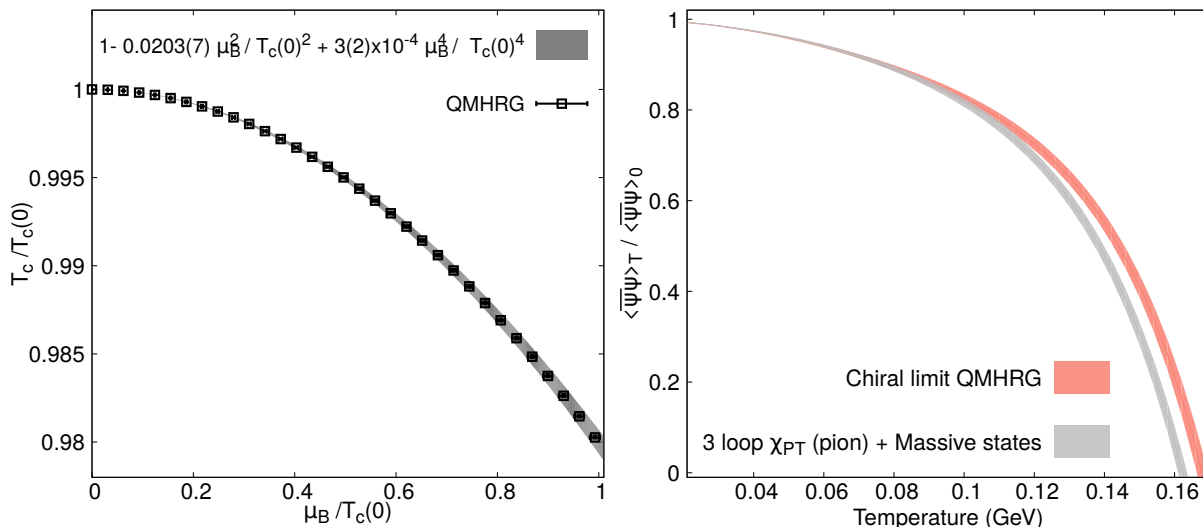 1- 0.0203(7) μ_B^2 / T_c(0)^2 + 3(2)x10^-4 μ_B^4 / T_c(0)^4
QMHRG
1
0.995
0.99
0.985
0.98
T_c /T_c(0)
0 0.2 0.4 0.6 0.8 1
μ_B /T_c(0)
1
0.8
0.6
0.4
0.2
0
<ψ̅ψ>_T / <ψ̅ψ>_0
Chiral limit QMHRG
3 loop χ_PT (pion) + Massive states
0.04 0.06 0.08 0.1 0.12 0.14 0.16
Temperature (GeV)